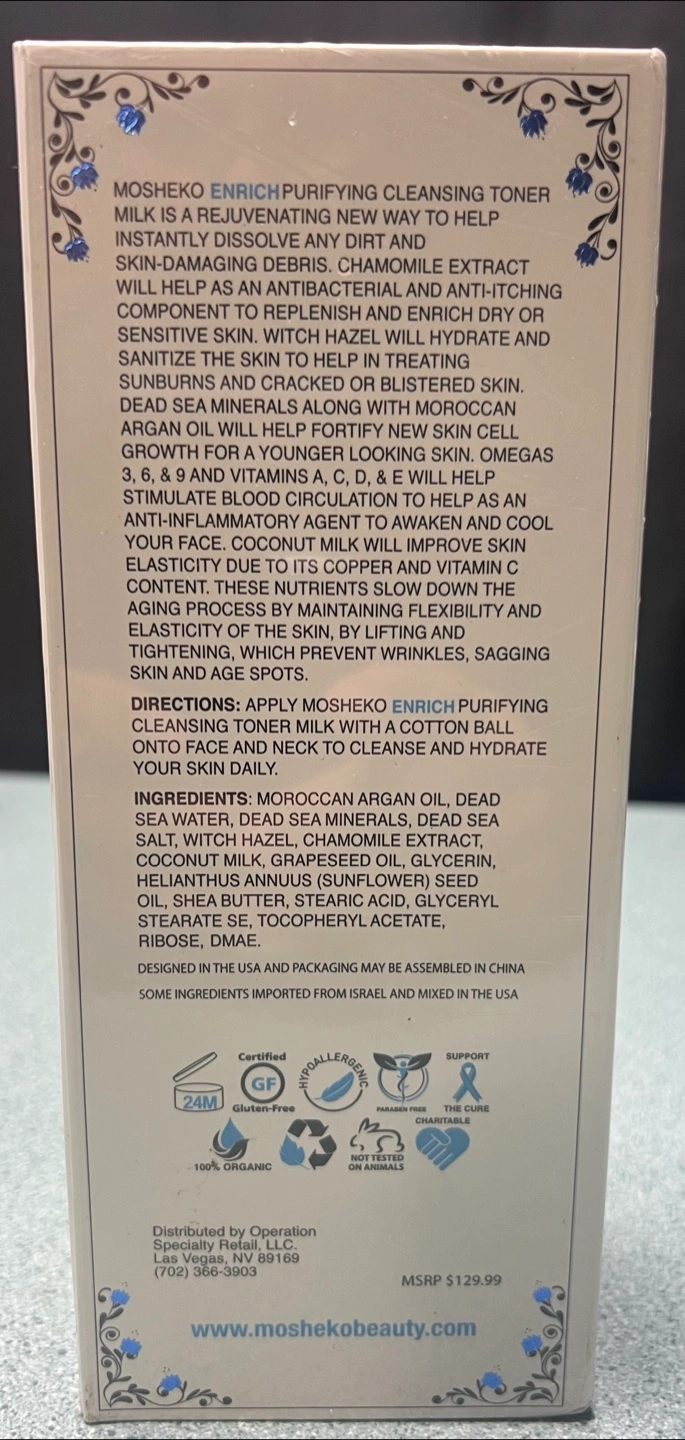 MOSHEKO ENRICH PURIFYING CLEANSING TONER
MILK IS A REJUVENATING NEW WAY TO HELP
INSTANTLY DISSOLVE ANY DIRT AND
SKIN-DAMAGING DEBRIS. CHAMOMILE EXTRACT
WILL HELP AS AN ANTIBACTERIAL AND ANTI-ITCHING
COMPONENT TO REPLENISH AND ENRICH DRY OR
SENSITIVE SKIN. WITCH HAZEL WILL HYDRATE AND
SANITIZE THE SKIN TO HELP IN TREATING
SUNBURNS AND CRACKED OR BLISTERED SKIN.
DEAD SEA MINERALS ALONG WITH MOROCCAN
ARGAN OIL WILL HELP FORTIFY NEW SKIN CELL
GROWTH FOR A YOUNGER LOOKING SKIN. OMEGAS
3, 6, & 9 AND VITAMINS A, C, D, & E WILL HELP
STIMULATE BLOOD CIRCULATION TO HELP AS AN
ANTI-INFLAMMATORY AGENT TO AWAKEN AND COOL
YOUR FACE. COCONUT MILK WILL IMPROVE SKIN
ELASTICITY DUE TO ITS COPPER AND VITAMIN C
CONTENT. THESE NUTRIENTS SLOW DOWN THE
AGING PROCESS BY MAINTAINING FLEXIBILITY AND
ELASTICITY OF THE SKIN, BY LIFTING AND
TIGHTENING, WHICH PREVENT WRINKLES, SAGGING
SKIN AND AGE SPOTS.
DIRECTIONS: APPLY MOSHEKO ENRICH PURIFYING
CLEANSING TONER MILK WITH A COTTON BALL
ONTO FACE AND NECK TO CLEANSE AND HYDRATE
YOUR SKIN DAILY.
INGREDIENTS: MOROCCAN ARGAN OIL, DEAD
SEA WATER, DEAD SEA MINERALS, DEAD SEA
SALT, WITCH HAZEL, CHAMOMILE EXTRACT,
COCONUT MILK, GRAPESEED OIL, GLYCERIN,
HELIANTHUS ANNUUS (SUNFLOWER) SEED
OIL, SHEA BUTTER, STEARIC ACID, GLYCERYL
STEARATE SE, TOCOPHERYL ACETATE,
RIBOSE, DMAE.
DESIGNED IN THE USA AND PACKAGING MAY BE ASSEMBLED IN CHINA
SOME INGREDIENTS IMPORTED FROM ISRAEL AND MIXED IN THE USA
24M
Certified
GF
Gluten-Free
HYPOALLERGENIC
PARABEN FREE
SUPPORT
THE CURE
100% ORGANIC
NOT TESTED
ON ANIMALS
CHARITABLE
Distributed by Operation
Specialty Retail, LLC.
Las Vegas, NV 89169
(702) 366-3903
MSRP $129.99
www.moshekobeauty.com